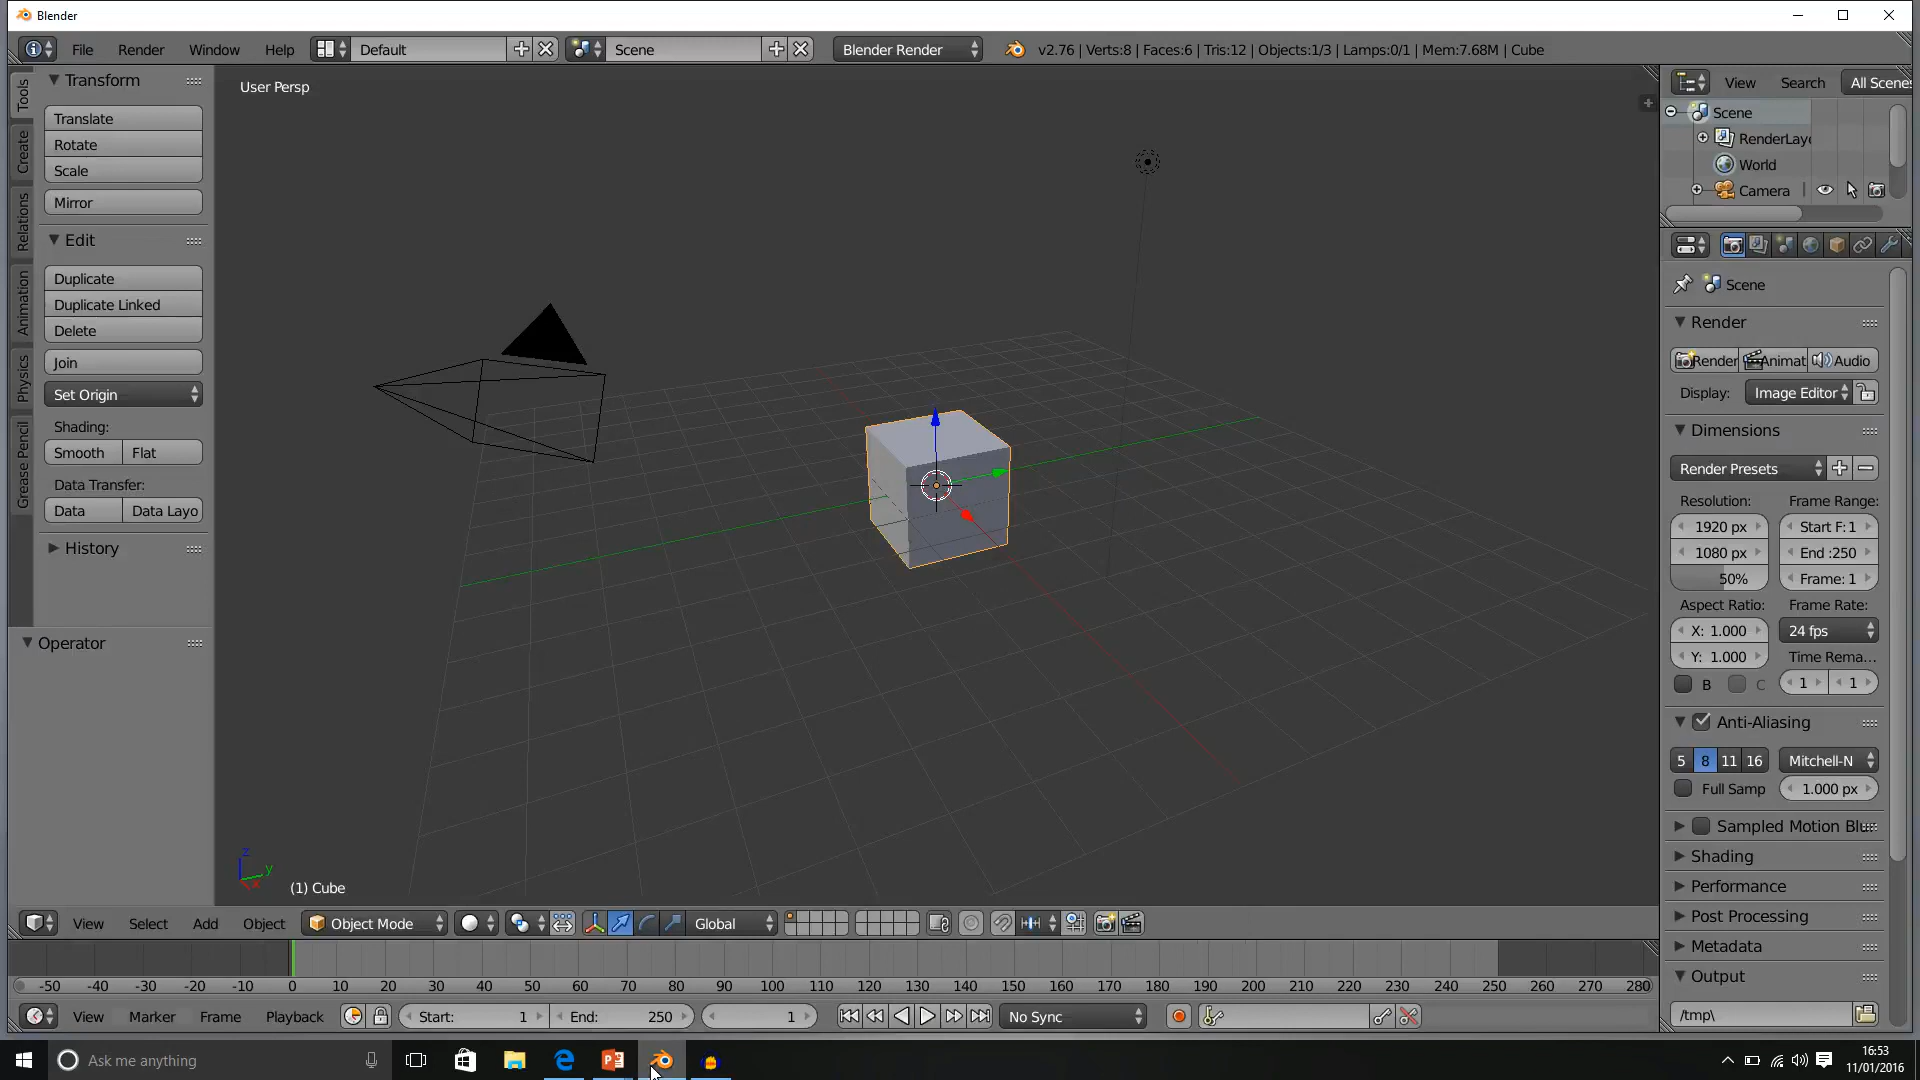 Blender
File Render Window Help Default Scene Blender Render v2.76 | Verts:8 | Faces:6 | Tris:12 | Objects:1/3 | Lamps:0/1 | Mem:7.68M | Cube
Tools
Create
Relations
Animation
Physics
Grease Pencil
Transform
Translate
Rotate
Scale
Mirror
Edit
Duplicate
Duplicate Linked
Delete
Join
Set Origin
Shading:
Smooth Flat
Data Transfer:
Data Data Layo
History
Operator
User Persp
z
y
x
(1) Cube
View Select Add Object Object Mode Global
-50 -40 -30 -20 -10 0 10 20 30 40 50 60 70 80 90 100 110 120 130 140 150 160 170 180 190 200 210 220 230 240 250 260 270 280
View Marker Frame Playback Start: 1 End: 250 1 No Sync
View Search All Scenes
Scene
RenderLaye
World
Camera
Scene
Render
Render Animat Audio
Display: Image Editor
Dimensions
Render Presets
Resolution: Frame Range:
1920 px Start F: 1
1080 px End :250
50% Frame: 1
Aspect Ratio: Frame Rate:
X: 1.000 24 fps
Y: 1.000 Time Rema...
B C 1 1
Anti-Aliasing
5 8 11 16 Mitchell-N
Full Samp 1.000 px
Sampled Motion Blu
Shading
Performance
Post Processing
Metadata
Output
/tmp\
Ask me anything
16:53
11/01/2016